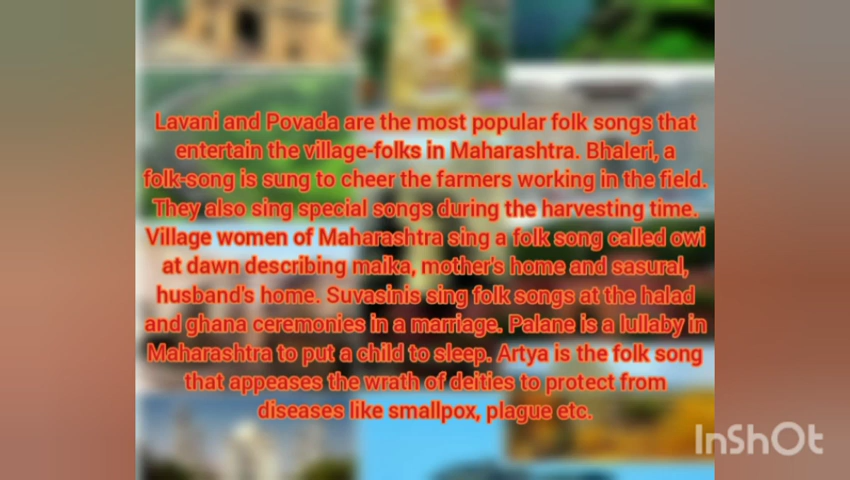 Lavani and Povada are the most popular folk songs that
entertain the village-folks in Maharashtra. Bhaleri, a
folk-song is sung to cheer the farmers working in the field.
They also sing special songs during the harvesting time.
Village women of Maharashtra sing a folk song called owi
at dawn describing maika, mother's home and sasural,
husband's home. Suvasinis sing folk songs at the halad
and ghana ceremonies in a marriage. Palane is a lullaby in
Maharashtra to put a child to sleep. Artya is the folk song
that appeases the wrath of deities to protect from
diseases like smallpox, plague etc.
InShOt